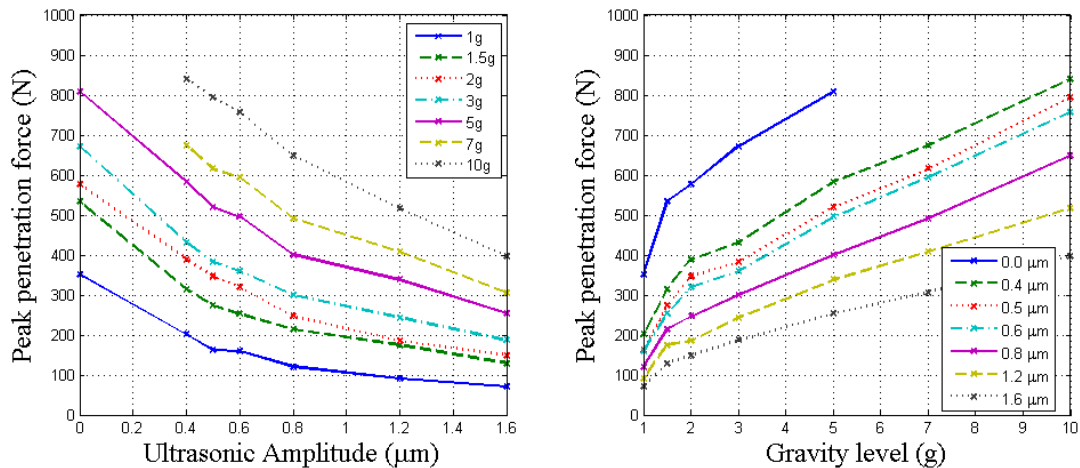 Peak penetration force (N)
1000
900
800
700
600
500
400
300
200
100
0
0 0.2 0.4 0.6 0.8 1.0 1.2 1.4 1.6
Ultrasonic Amplitude (μm)
1g
1.5g
2g
3g
5g
7g
10g
Peak penetration force (N)
1000
900
800
700
600
500
400
300
200
100
0
1 2 3 4 5 6 7 8 9 10
Gravity level (g)
0.0 μm
0.4 μm
0.5 μm
0.6 μm
0.8 μm
1.2 μm
1.6 μm